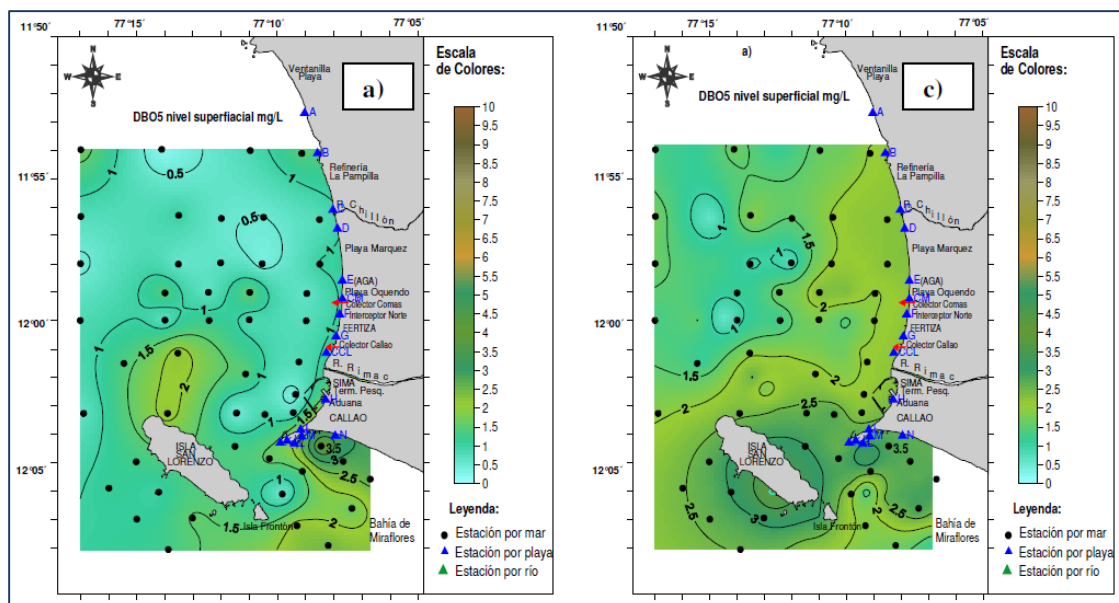 77°15´
77°10´
77°05´
11°50´
11°55´
12°00´
12°05´
N
W
E
S
a)
Ventanilla
Playa
DBO5 nivel superfiacial mg/L
A
B
Refinería
La Pampilla
R. Chillón
D
Playa Marquez
E(AGA)
Playa Oquendo
CM
Colector Comas
F
Interceptor Norte
FERTIZA
G
Colector Callao
CCL
R. Rimac
SIMA
Term. Pesq.
Aduana
CALLAO
M
N
ISLA
SAN
LORENZO
Isla Frontón
Bahía de
Miraflores
1
0.5
1
0.5
1
1
1
1.5
1
2
1
1.5
3.5
3
2.5
1
1.5
2
Escala
de Colores:
10
9.5
9
8
7.5
7
6.5
6
5.5
5
4.5
4
3.5
3
2.5
2
1.5
1
0.5
0
Leyenda:
Estación por mar
Estación por playa
Estación por río
77°15´
77°10´
77°05´
11°50´
11°55´
12°00´
12°05´
N
W
E
S
a)
c)
Ventanilla
Playa
DBO5 nivel superficial mg/L
A
B
Refinería
La Pampilla
R. Chillón
D
Playa Marquez
E(AGA)
Playa Oquendo
CM
Colector Comas
F
Interceptor Norte
FERTIZA
G
Colector Callao
CCL
R. Rimac
SIMA
Term. Pesq.
Aduana
CALLAO
M
N
ISLA
SAN
LORENZO
Isla Frontón
Bahía de
Miraflores
1
1.5
1
2
1
1.5
2
2
2.5
3.5
3
2
2.5
Escala
de Colores:
10
9.5
9
8
7.5
7
6.5
6
5.5
5
4.5
4
3.5
3
2.5
2
1.5
1
0.5
0
Leyenda:
Estación por mar
Estación por playa
Estación por río